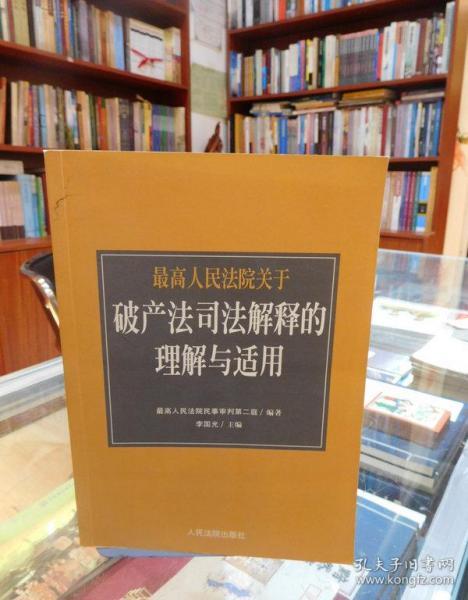 最高人民法院关于
破产法司法解释的
理解与适用
最高人民法院民事审判第二庭/编著
李国光/主编
人民法院出版社
孔夫子旧书网
www.kongfz.com